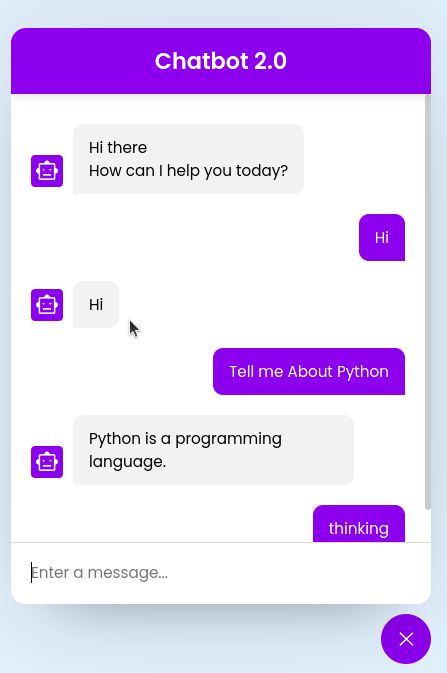 Chatbot 2.0
Hi there
How can I help you today?
Hi
Hi
Tell me About Python
Python is a programming
language.
thinking
Enter a message...